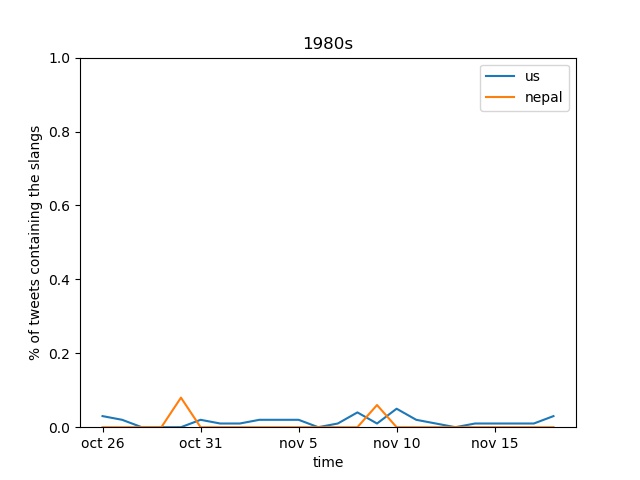 1980s
us
nepal
% of tweets containing the slangs
1.0
0.8
0.6
0.4
0.2
0.0
oct 26
oct 31
nov 5
nov 10
nov 15
time